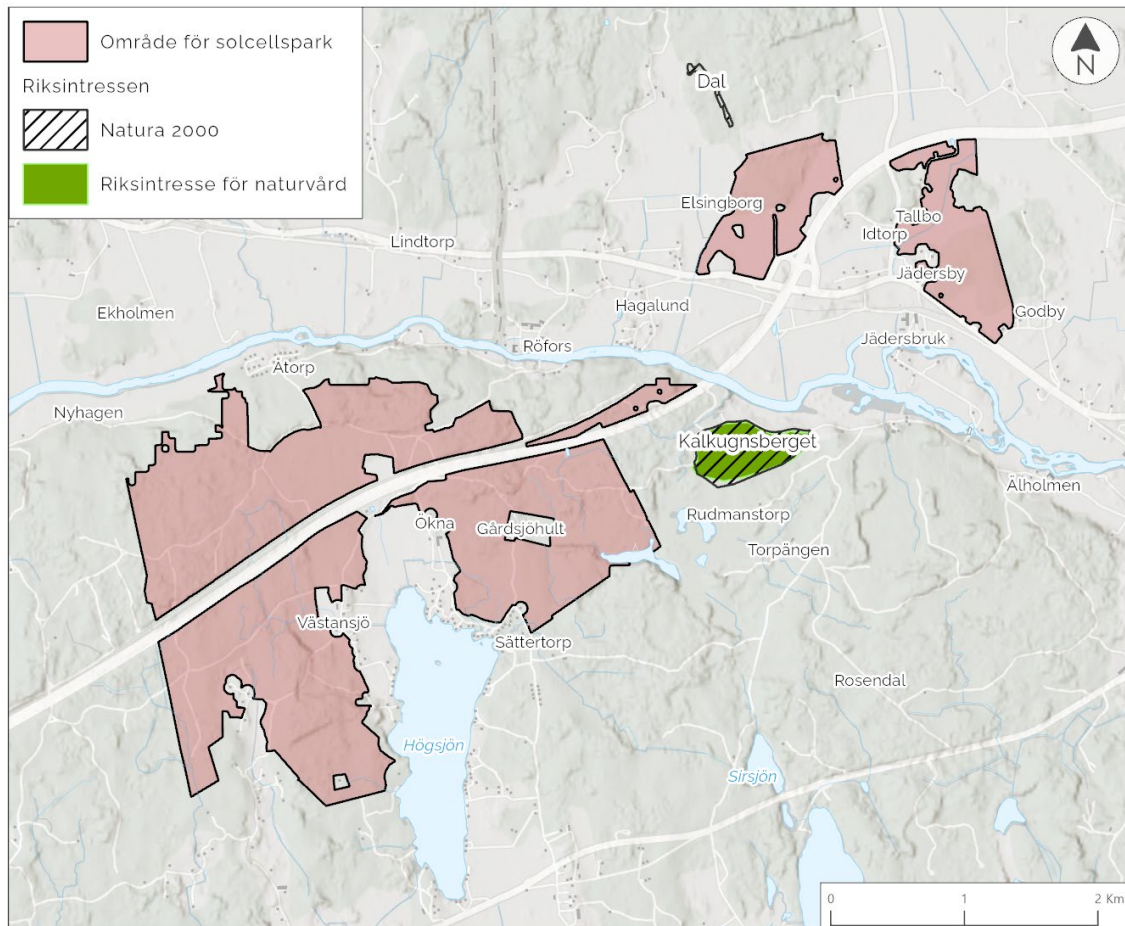 Område för solcellspark
Riksintressen
Natura 2000
Riksintresse för naturvård
N
Dal
Elsingborg
Tallbo
Idtorp
Lindtorp
Jädersby
Ekholmen
Hagalund
Godby
Röfors
Jädersbruk
Åtorp
Nyhagen
Kalkugnsberget
Älholmen
Ökna
Gårdsjöhult
Rudmanstorp
Torpängen
Västansjö
Sättertorp
Rosendal
Högsjön
Sirsjön
0 1 2 Km